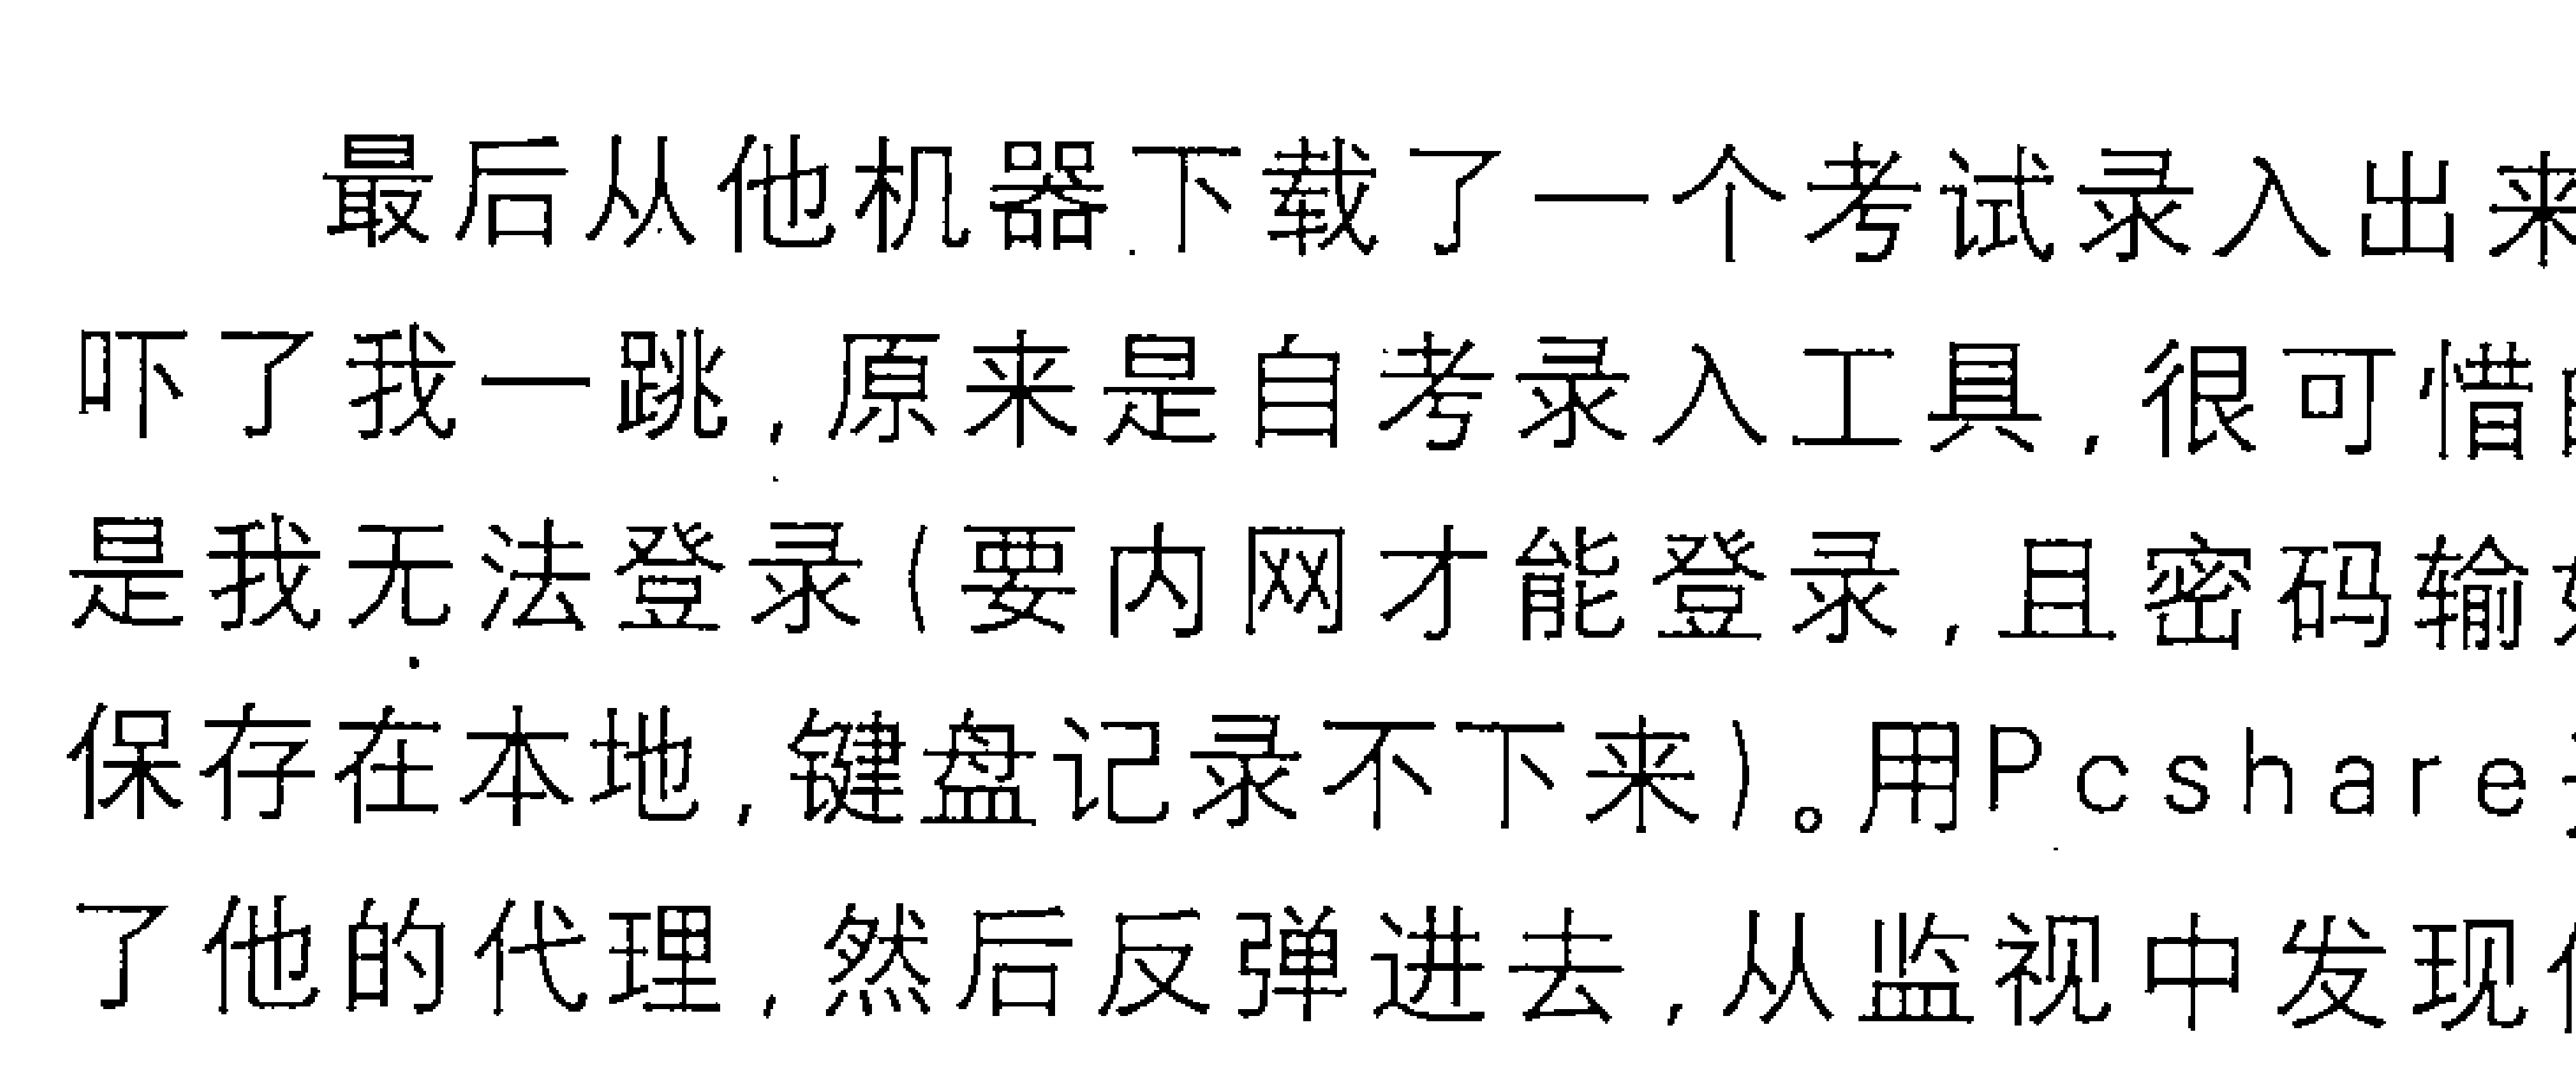 最后从他机器下载了一个考试录入出来
吓了我一跳,原来是自考录入工具,很可惜
是我无法登录(要内网才能登录,且密码输
保存在本地,键盘记录不下来)。用Pcshare
了他的代理,然后反弹进去,从监视中发现